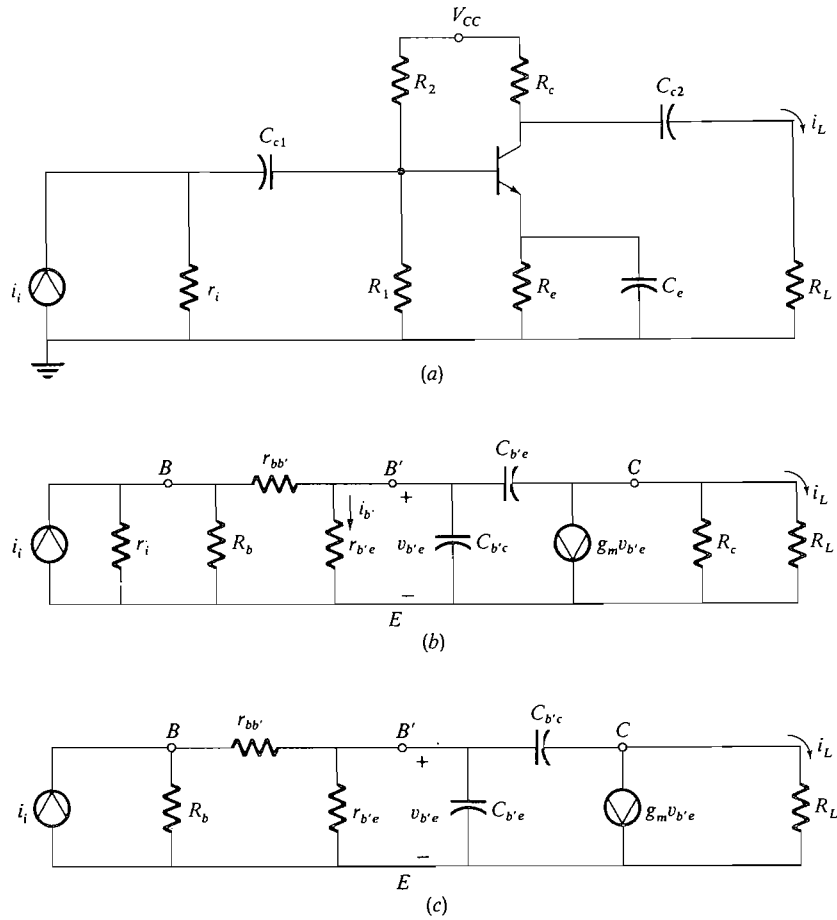 V_CC
R_2
R_c
C_c2
i_L
C_c1
i_i
r_i
R_1
R_e
C_e
R_L
(a)
B
r_bb'
B'
C_b'e
C
i_L
i_i
r_i
R_b
i_b'
r_b'e
+
v_b'e
−
C_b'c
g_m v_b'e
R_c
R_L
E
(b)
B
r_bb'
B'
C_b'c
C
i_L
i_i
R_b
r_b'e
+
v_b'e
−
C_b'e
g_m v_b'e
R_L
E
(c)